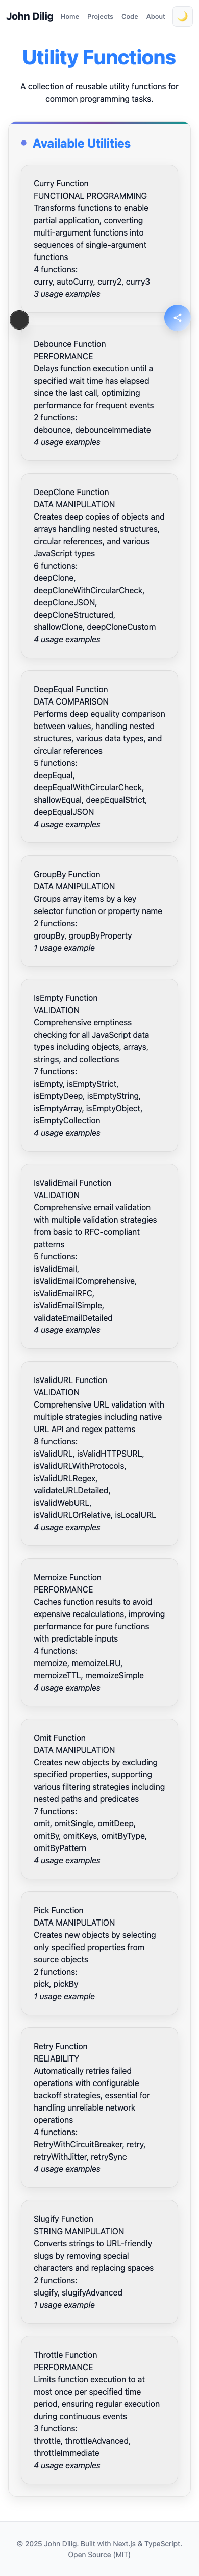 John Dilig Home Projects Code About
Utility Functions
A collection of reusable utility functions for
common programming tasks.
Available Utilities
Curry Function
FUNCTIONAL PROGRAMMING
Transforms functions to enable
partial application, converting
multi-argument functions into
sequences of single-argument
functions
4 functions:
curry, autoCurry, curry2, curry3
3 usage examples
Debounce Function
PERFORMANCE
Delays function execution until a
specified wait time has elapsed
since the last call, optimizing
performance for frequent events
2 functions:
debounce, debounceImmediate
4 usage examples
DeepClone Function
DATA MANIPULATION
Creates deep copies of objects and
arrays handling nested structures,
circular references, and various
JavaScript types
6 functions:
deepClone,
deepCloneWithCircularCheck,
deepCloneJSON,
deepCloneStructured,
shallowClone, deepCloneCustom
4 usage examples
DeepEqual Function
DATA COMPARISON
Performs deep equality comparison
between values, handling nested
structures, various data types, and
circular references
5 functions:
deepEqual,
deepEqualWithCircularCheck,
shallowEqual, deepEqualStrict,
deepEqualJSON
4 usage examples
GroupBy Function
DATA MANIPULATION
Groups array items by a key
selector function or property name
2 functions:
groupBy, groupByProperty
1 usage example
IsEmpty Function
VALIDATION
Comprehensive emptiness
checking for all JavaScript data
types including objects, arrays,
strings, and collections
7 functions:
isEmpty, isEmptyStrict,
isEmptyDeep, isEmptyString,
isEmptyArray, isEmptyObject,
isEmptyCollection
4 usage examples
IsValidEmail Function
VALIDATION
Comprehensive email validation
with multiple validation strategies
from basic to RFC-compliant
patterns
5 functions:
isValidEmail,
isValidEmailComprehensive,
isValidEmailRFC,
isValidEmailSimple,
validateEmailDetailed
4 usage examples
IsValidURL Function
VALIDATION
Comprehensive URL validation with
multiple strategies including native
URL API and regex patterns
8 functions:
isValidURL, isValidHTTPSURL,
isValidURLWithProtocols,
isValidURLRegex,
validateURLDetailed,
isValidWebURL,
isValidURLOrRelative, isLocalURL
4 usage examples
Memoize Function
PERFORMANCE
Caches function results to avoid
expensive recalculations, improving
performance for pure functions
with predictable inputs
4 functions:
memoize, memoizeLRU,
memoizeTTL, memoizeSimple
4 usage examples
Omit Function
DATA MANIPULATION
Creates new objects by excluding
specified properties, supporting
various filtering strategies including
nested paths and predicates
7 functions:
omit, omitSingle, omitDeep,
omitBy, omitKeys, omitByType,
omitByPattern
4 usage examples
Pick Function
DATA MANIPULATION
Creates new objects by selecting
only specified properties from
source objects
2 functions:
pick, pickBy
1 usage example
Retry Function
RELIABILITY
Automatically retries failed
operations with configurable
backoff strategies, essential for
handling unreliable network
operations
4 functions:
RetryWithCircuitBreaker, retry,
retryWithJitter, retrySync
4 usage examples
Slugify Function
STRING MANIPULATION
Converts strings to URL-friendly
slugs by removing special
characters and replacing spaces
2 functions:
slugify, slugifyAdvanced
1 usage example
Throttle Function
PERFORMANCE
Limits function execution to at
most once per specified time
period, ensuring regular execution
during continuous events
3 functions:
throttle, throttleAdvanced,
throttleImmediate
4 usage examples
© 2025 John Dilig. Built with Next.js & TypeScript.
Open Source (MIT)